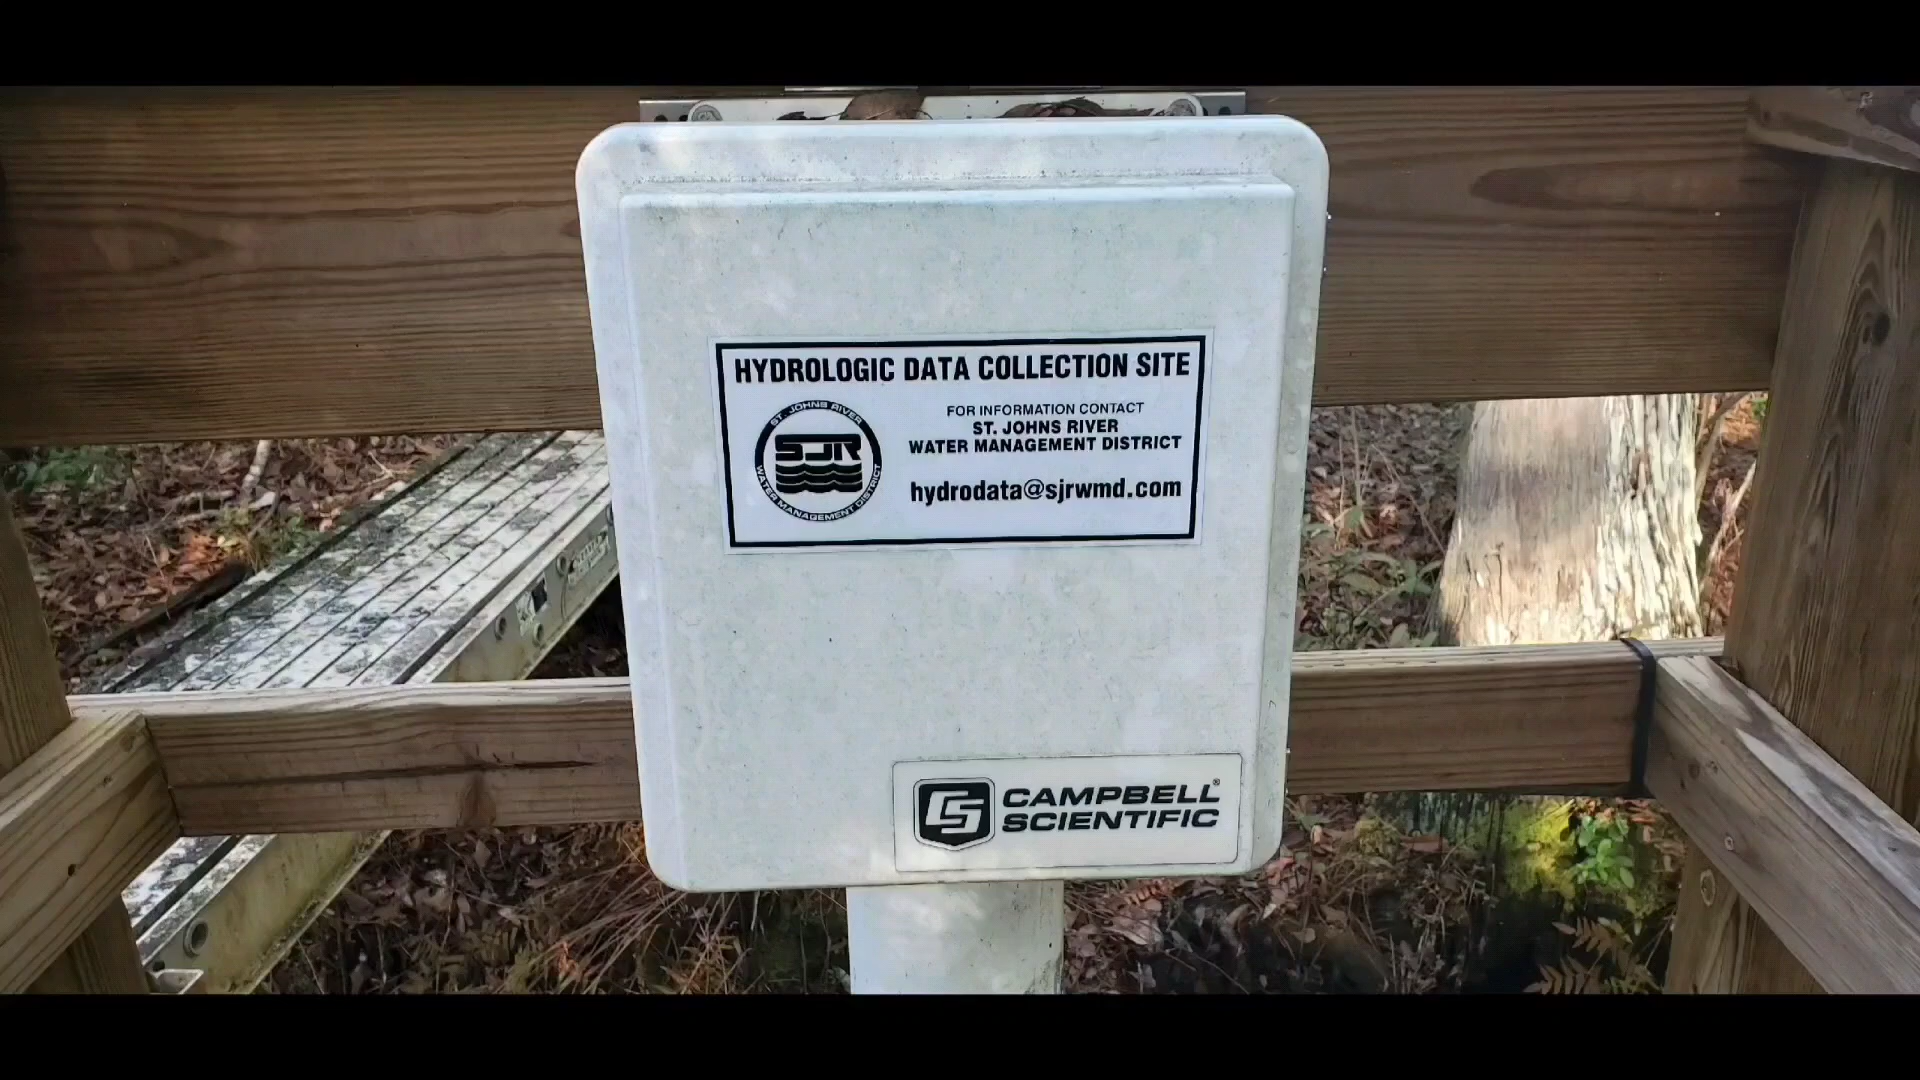 HYDROLOGIC DATA COLLECTION SITE
ST. JOHNS RIVER
SJR
WATER MANAGEMENT DISTRICT
FOR INFORMATION CONTACT
ST. JOHNS RIVER
WATER MANAGEMENT DISTRICT
hydrodata@sjrwmd.com
CS CAMPBELL®
SCIENTIFIC